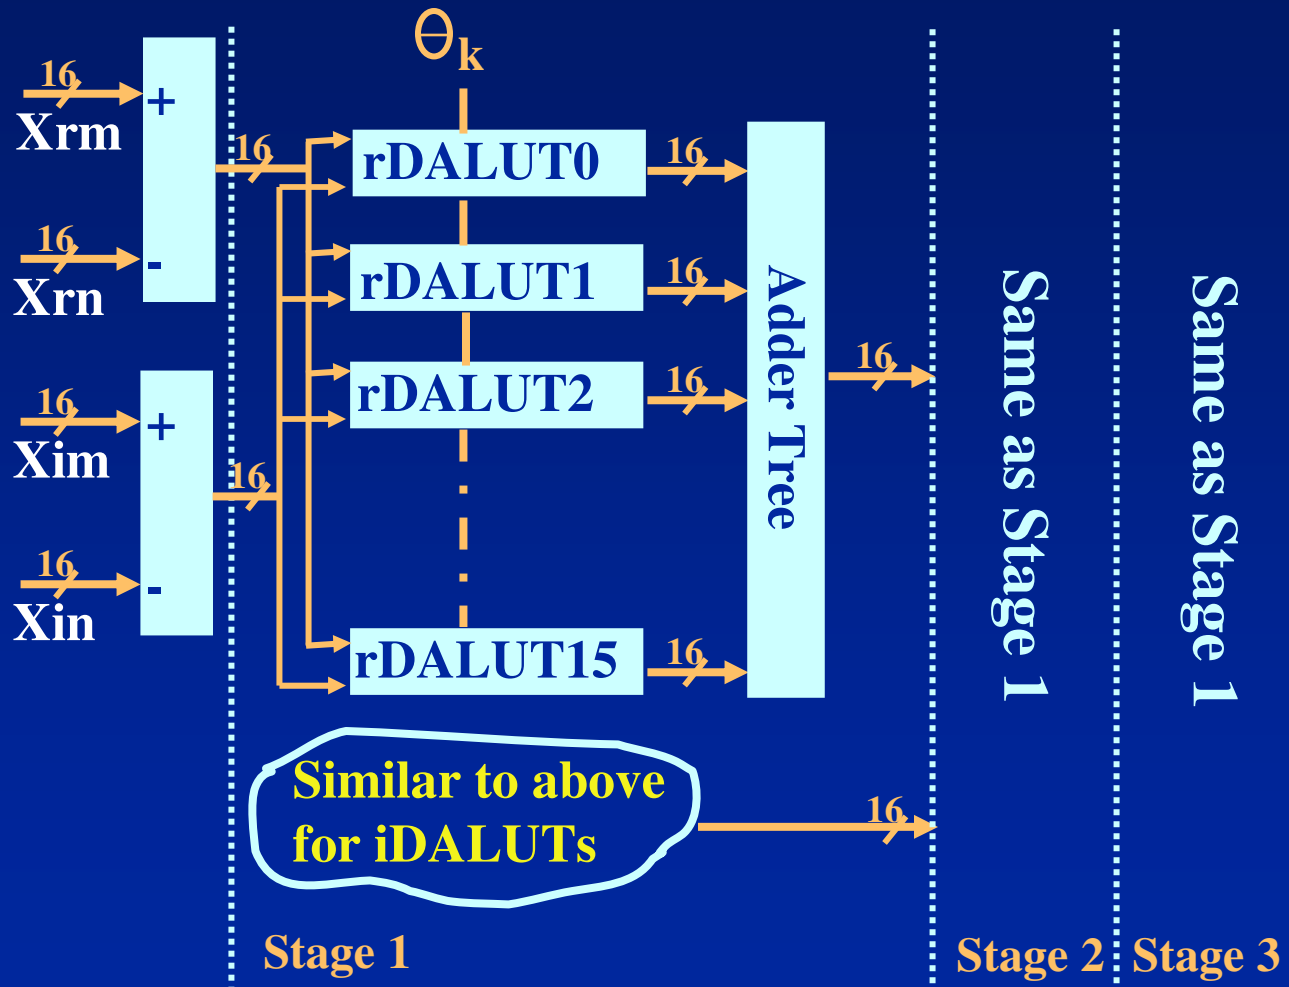 Θk
16
Xrm
+
16
Xrn
-
16
Xim
+
16
Xin
-
16
16
rDALUT0
16
rDALUT1
16
rDALUT2
16
rDALUT15
16
Adder Tree
16
Similar to above
for iDALUTs
16
Same as Stage 1
Same as Stage 1
Stage 1
Stage 2
Stage 3